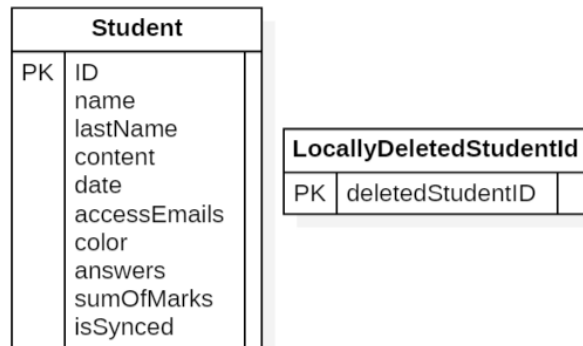 Student
PK ID
name
lastName
content
date
accessEmails
color
answers
sumOfMarks
isSynced
LocallyDeletedStudentId
PK deletedStudentID